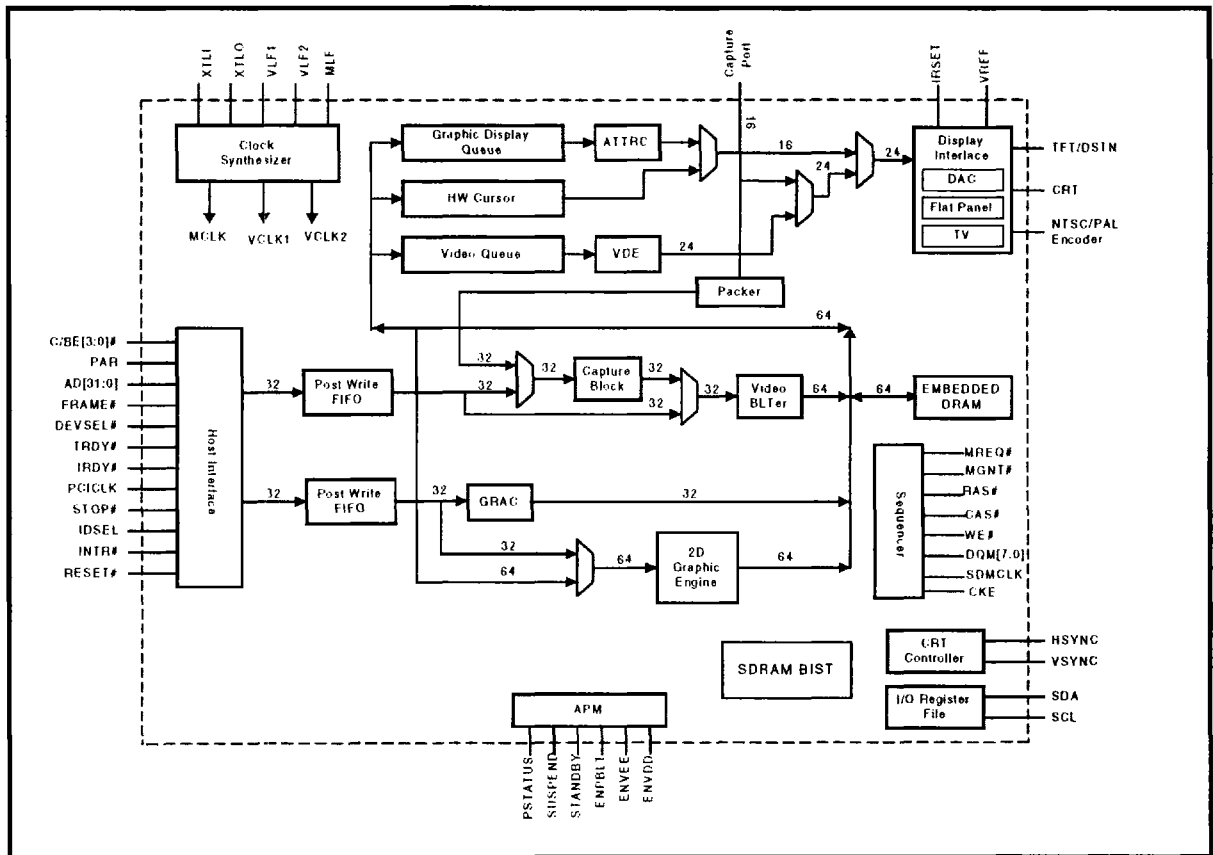 XTLI
XTLO
VLF1
VLF2
MLF
Capture
Port
IRSET
VREF
Clock
Synthesizer
MCLK
VCLK1
VCLK2
Graphic Display
Queue
ATTRC
HW Cursor
Video Queue
VDE
24
16
16
24
24
Packer
Display
Interface
DAC
Flat Panel
TV
TFT/DSTN
CRT
NTSC/PAL
Encoder
64
C/BE[3:0]#
PAR
AD[31:0]
FRAME#
DEVSEL#
TRDY#
IRDY#
PCICLK
STOP#
IDSEL
INTR#
RESET#
Host Interface
32
Post Write
FIFO
32
32
32
Capture
Block
32
32
32
Video
BLTer
64
64
EMBEDDED
DRAM
32
Post Write
FIFO
32
GRAC
32
32
64
64
2D
Graphic
Engine
64
Sequencer
MREQ#
MGNT#
RAS#
CAS#
WE#
DQM[7:0]
SDMCLK
CKE
SDRAM BIST
CRT
Controller
HSYNC
VSYNC
I/O Register
File
SDA
SCL
APM
PSTATUS
SUSPEND
STANDBY
ENPBLT
ENVEE
ENVDD